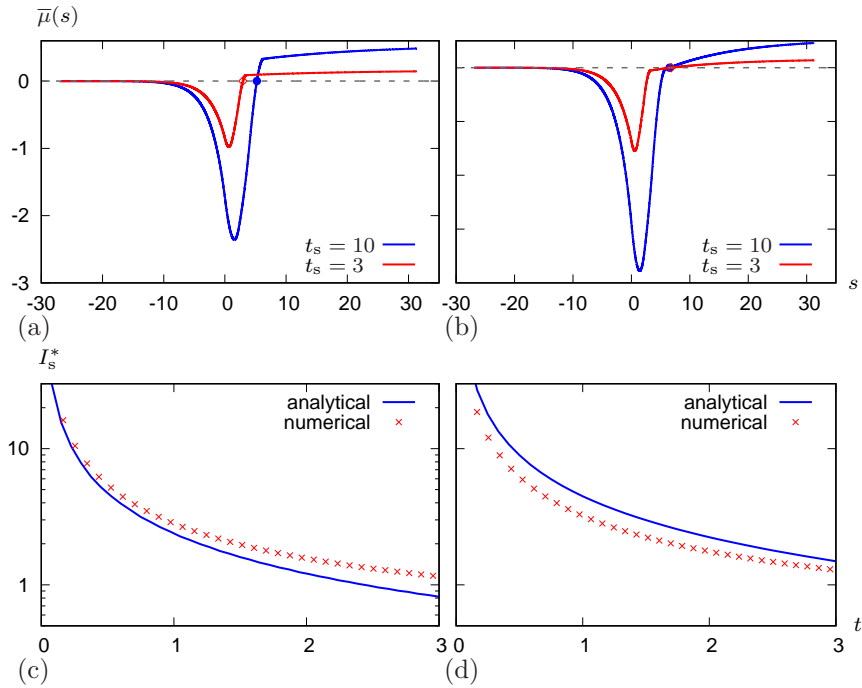 μ̅(s)
0
-1
-2
-3
t_s = 10
t_s = 3
-30 -20 -10 0 10 20 30
(a)
t_s = 10
t_s = 3
-30 -20 -10 0 10 20 30
s
(b)
I_s^*
10
1
analytical
numerical
0 1 2 3
(c)
analytical
numerical
0 1 2 3
t
(d)